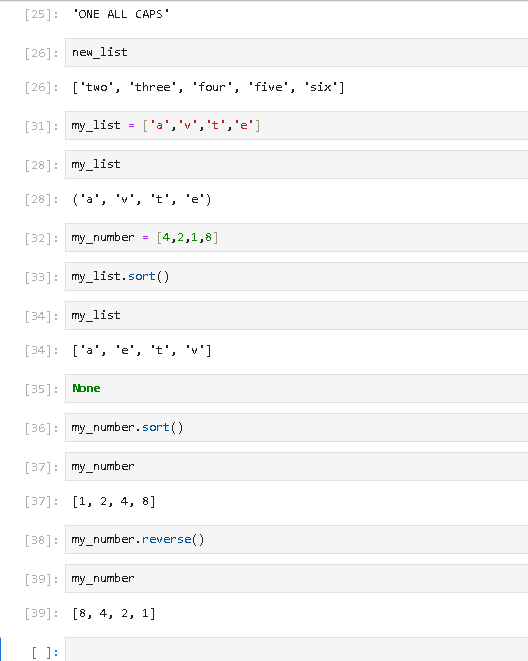 [25]: 'ONE ALL CAPS'
[26]: new_list
[26]: ['two', 'three', 'four', 'five', 'six']
[31]: my_list = ['a','v','t','e']
[28]: my_list
[28]: ('a', 'v', 't', 'e')
[32]: my_number = [4,2,1,8]
[33]: my_list.sort()
[34]: my_list
[34]: ['a', 'e', 't', 'v']
[35]: None
[36]: my_number.sort()
[37]: my_number
[37]: [1, 2, 4, 8]
[38]: my_number.reverse()
[39]: my_number
[39]: [8, 4, 2, 1]
[ ]: